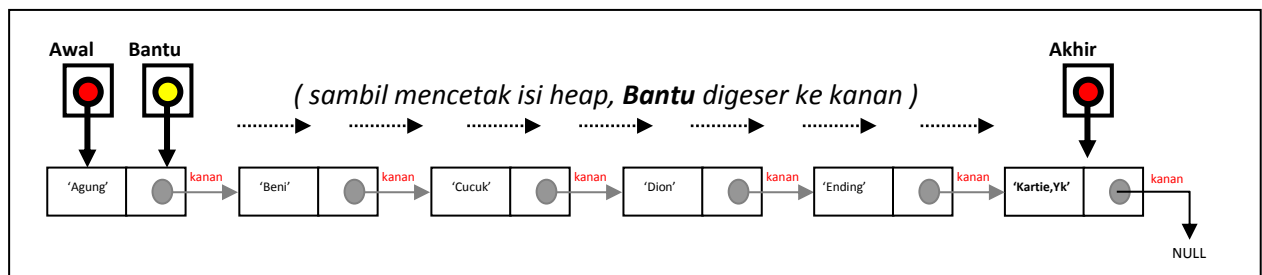 Awal Bantu Akhir
( sambil mencetak isi heap, Bantu digeser ke kanan )
‘Agung’ kanan ‘Beni’ kanan ‘Cucuk’ kanan ‘Dion’ kanan ‘Ending’ kanan ‘Kartie,Yk’ kanan
NULL